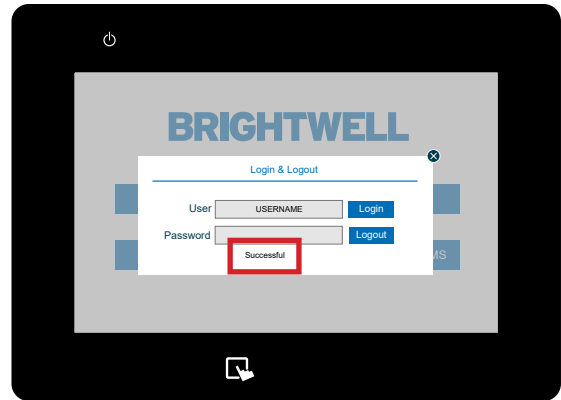 BRIGHTWELL
Login & Logout
User USERNAME Login
Password Logout
Successful
MS